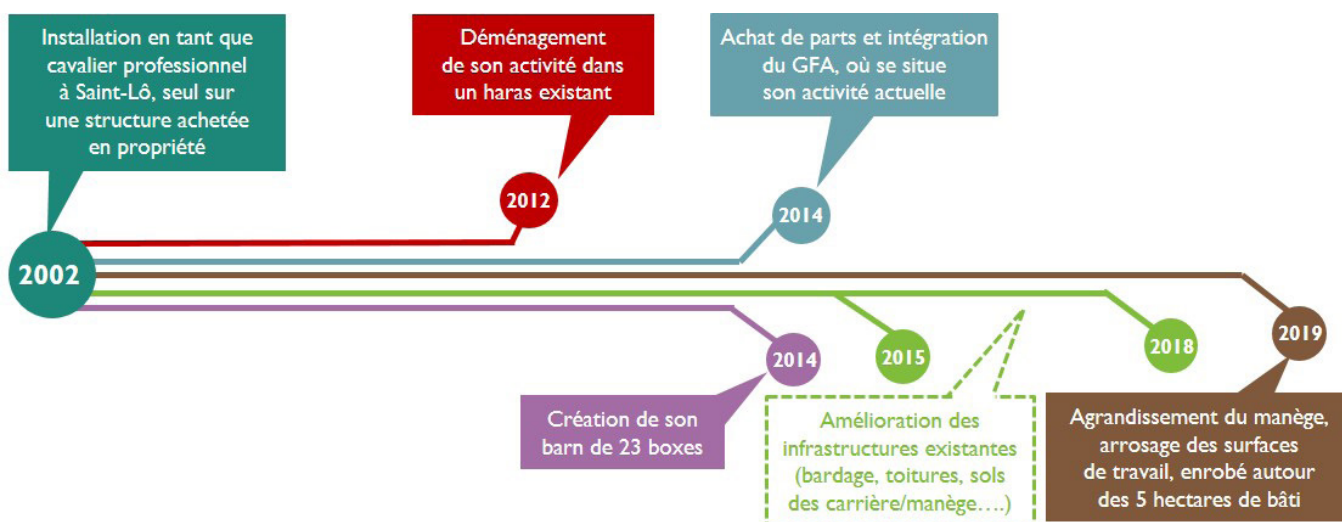 Installation en tant que
cavalier professionnel
à Saint-Lô, seul sur
une structure achetée
en propriété
Déménagement
de son activité dans
un haras existant
Achat de parts et intégration
du GFA, où se situe
son activité actuelle
2012
2014
2002
2014
2015
2018
2019
Création de son
barn de 23 boxes
Amélioration des
infrastructures existantes
(bardage, toitures, sols
des carrière/manège….)
Agrandissement du manège,
arrosage des surfaces
de travail, enrobé autour
des 5 hectares de bâti